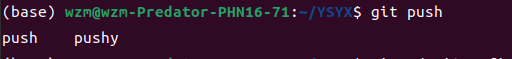 (base) wzm@wzm-Predator-PHN16-71:~/YSYX$ git push
push    pushy